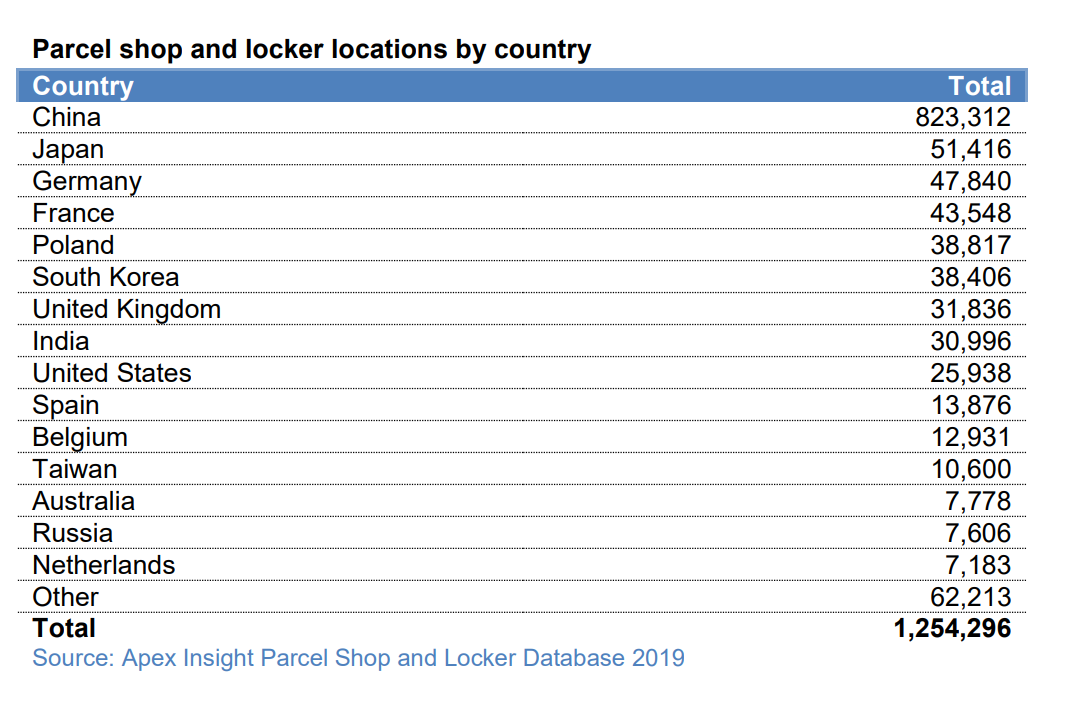 Parcel shop and locker locations by country
Country Total
China 823,312
Japan 51,416
Germany 47,840
France 43,548
Poland 38,817
South Korea 38,406
United Kingdom 31,836
India 30,996
United States 25,938
Spain 13,876
Belgium 12,931
Taiwan 10,600
Australia 7,778
Russia 7,606
Netherlands 7,183
Other 62,213
Total 1,254,296
Source: Apex Insight Parcel Shop and Locker Database 2019